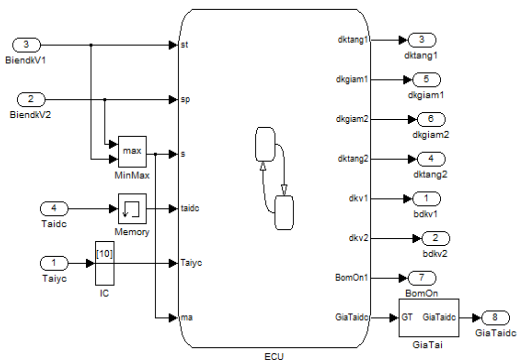 3
BiendkV1
2
BiendkV2
max
MinMax
4
Taidc
Memory
1
Taiyc
[10]
IC
st
sp
s
taidc
Taiyc
ma
ECU
dktang1
dkgiam1
dkgiam2
dktang2
dkv1
dkv2
BomOn1
GiaTaidc
3
dktang1
5
dkgiam1
6
dkgiam2
4
dktang2
1
bdkv1
2
bdkv2
7
BomOn
GT GiaTaidc
GiaTai
8
GiaTaidc